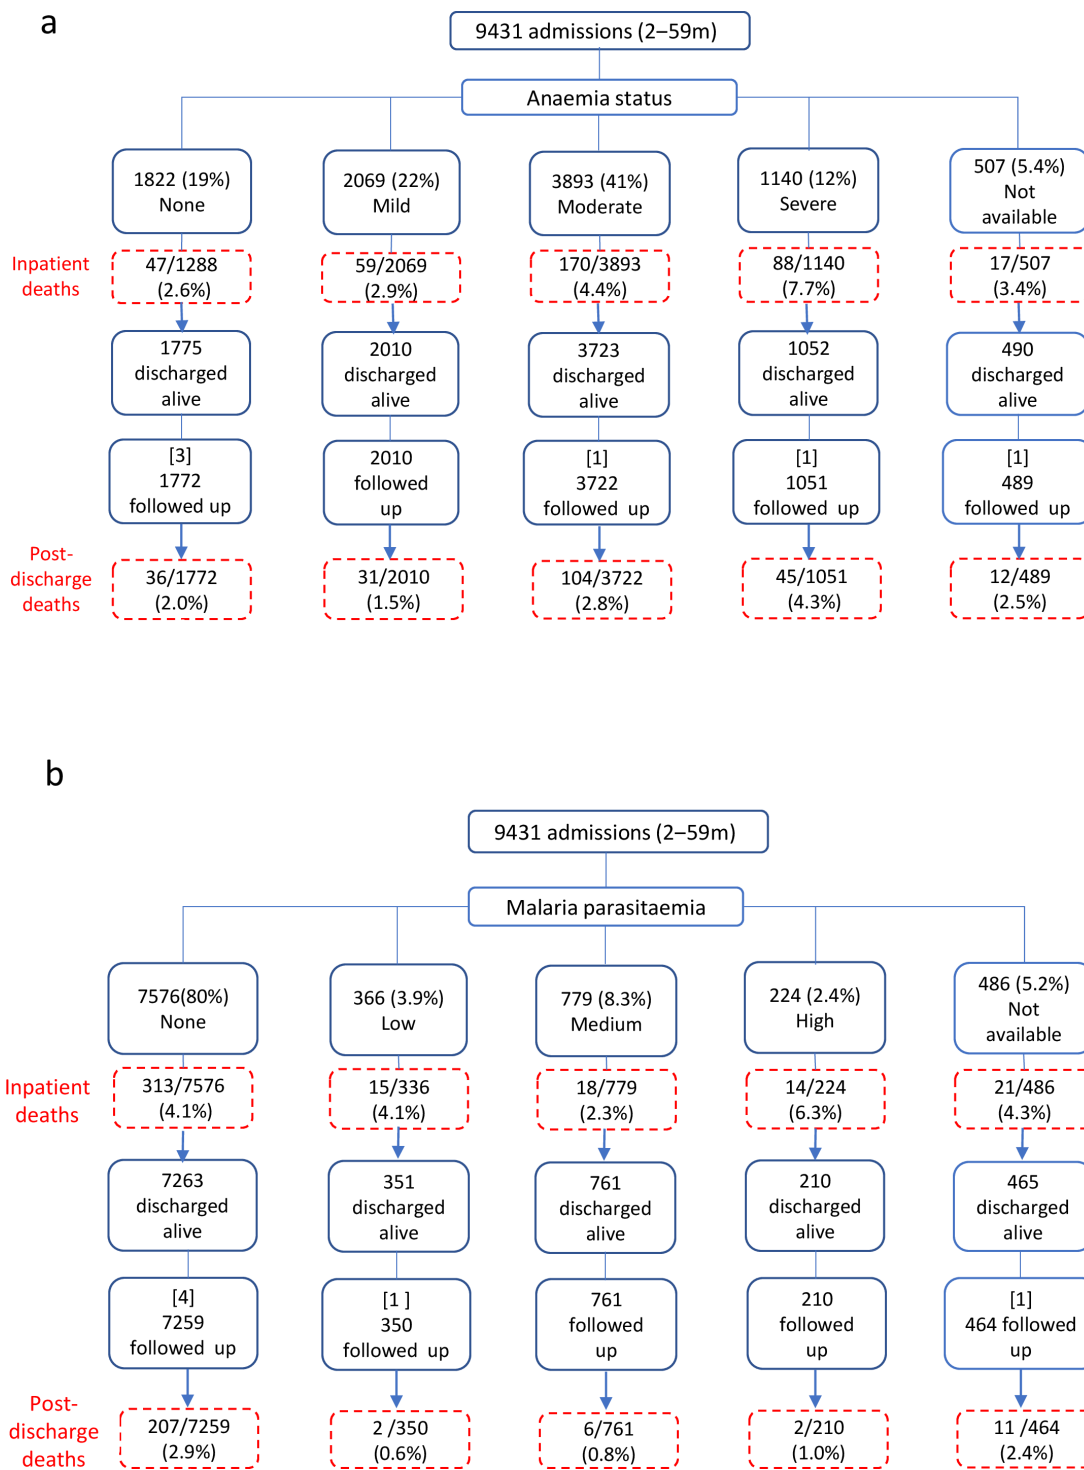 a
9431 admissions (2–59m)
Anaemia status
1822 (19%)
None
2069 (22%)
Mild
3893 (41%)
Moderate
1140 (12%)
Severe
507 (5.4%)
Not
available
Inpatient
deaths
47/1288
(2.6%)
59/2069
(2.9%)
170/3893
(4.4%)
88/1140
(7.7%)
17/507
(3.4%)
1775
discharged
alive
2010
discharged
alive
3723
discharged
alive
1052
discharged
alive
490
discharged
alive
[3]
1772
followed up
2010
followed
up
[1]
3722
followed up
[1]
1051
followed up
[1]
489
followed up
Post-
discharge
deaths
36/1772
(2.0%)
31/2010
(1.5%)
104/3722
(2.8%)
45/1051
(4.3%)
12/489
(2.5%)
b
9431 admissions (2–59m)
Malaria parasitaemia
7576(80%)
None
366 (3.9%)
Low
779 (8.3%)
Medium
224 (2.4%)
High
486 (5.2%)
Not
available
Inpatient
deaths
313/7576
(4.1%)
15/336
(4.1%)
18/779
(2.3%)
14/224
(6.3%)
21/486
(4.3%)
7263
discharged
alive
351
discharged
alive
761
discharged
alive
210
discharged
alive
465
discharged
alive
[4]
7259
followed up
[1 ]
350
followed up
761
followed
up
210
followed
up
[1]
464 followed
up
Post-
discharge
deaths
207/7259
(2.9%)
2 /350
(0.6%)
6/761
(0.8%)
2/210
(1.0%)
11 /464
(2.4%)